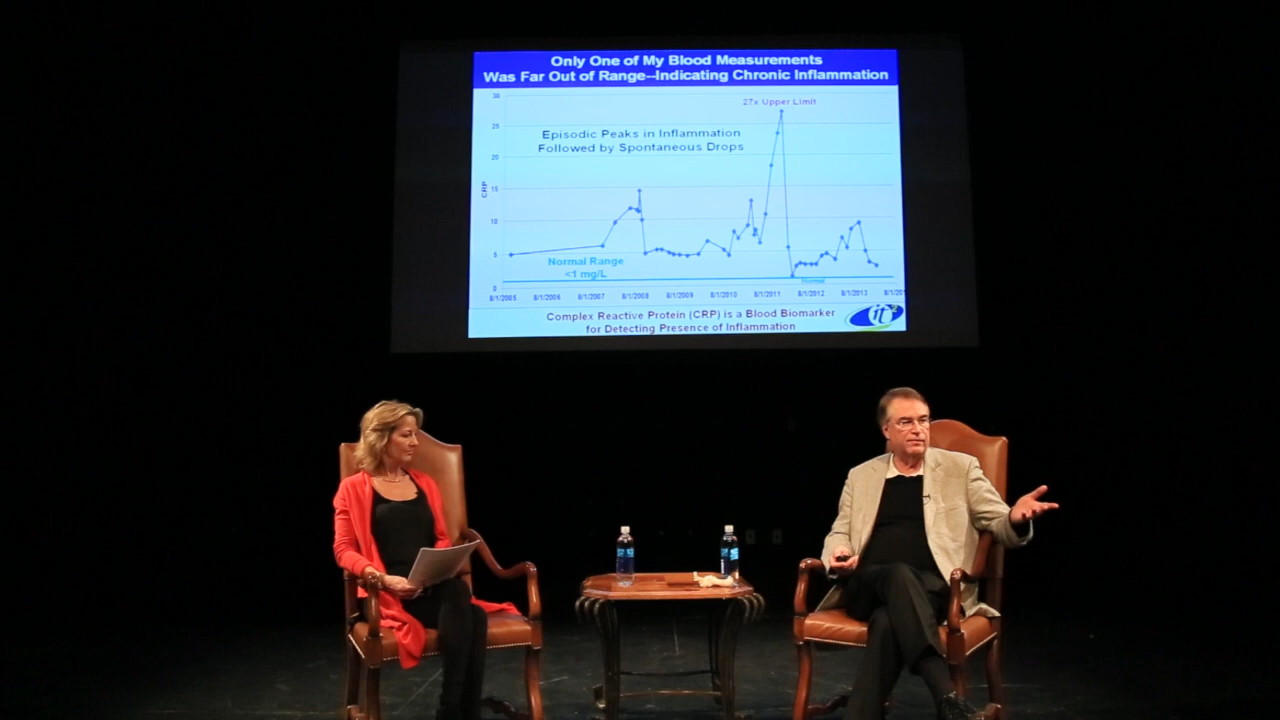 Only One of My Blood Measurements
Was Far Out of Range--Indicating Chronic Inflammation
30
27x Upper Limit
25
Episodic Peaks in Inflammation
Followed by Spontaneous Drops
20
CRP
15
10
5
Normal Range
<1 mg/L
Normal
0
8/1/2005 8/1/2006 8/1/2007 8/1/2008 8/1/2009 8/1/2010 8/1/2011 8/1/2012 8/1/2013
Complex Reactive Protein (CRP) is a Blood Biomarker
for Detecting Presence of Inflammation
it2